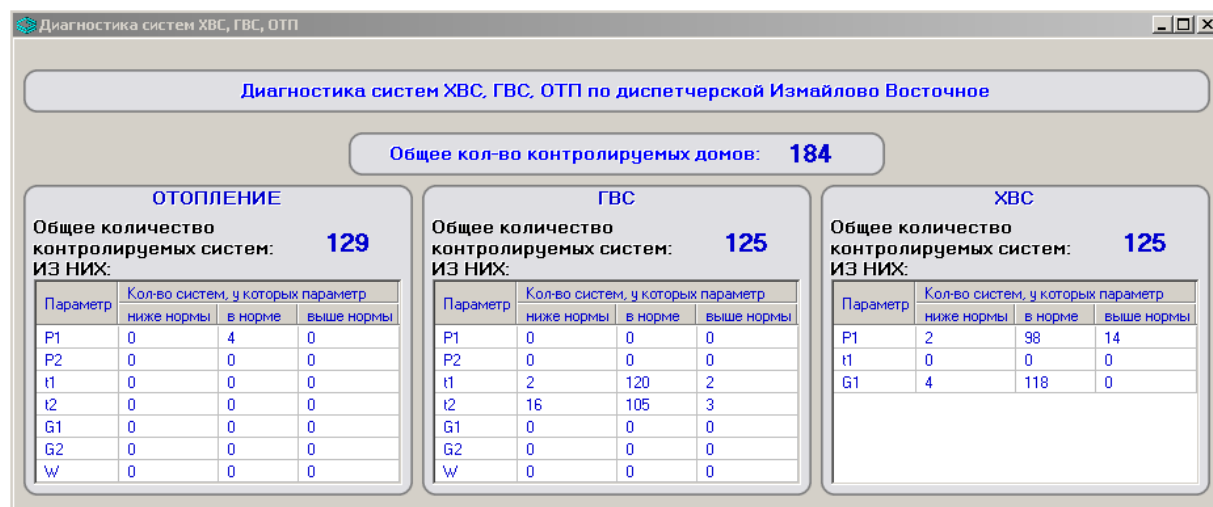 Диагностика систем ХВС, ГВС, ОТП
Диагностика систем ХВС, ГВС, ОТП по диспетчерской Измайлово Восточное
Общее кол-во контролируемых домов: 184
ОТОПЛЕНИЕ
Общее количество
контролируемых систем: 129
ИЗ НИХ:
Параметр Кол-во систем, у которых параметр
ниже нормы в норме выше нормы
P1 0 4 0
P2 0 0 0
t1 0 0 0
t2 0 0 0
G1 0 0 0
G2 0 0 0
W 0 0 0
ГВС
Общее количество
контролируемых систем: 125
ИЗ НИХ:
Параметр Кол-во систем, у которых параметр
ниже нормы в норме выше нормы
P1 0 0 0
P2 0 0 0
t1 2 120 2
t2 16 105 3
G1 0 0 0
G2 0 0 0
W 0 0 0
ХВС
Общее количество
контролируемых систем: 125
ИЗ НИХ:
Параметр Кол-во систем, у которых параметр
ниже нормы в норме выше нормы
P1 2 98 14
t1 0 0 0
G1 4 118 0